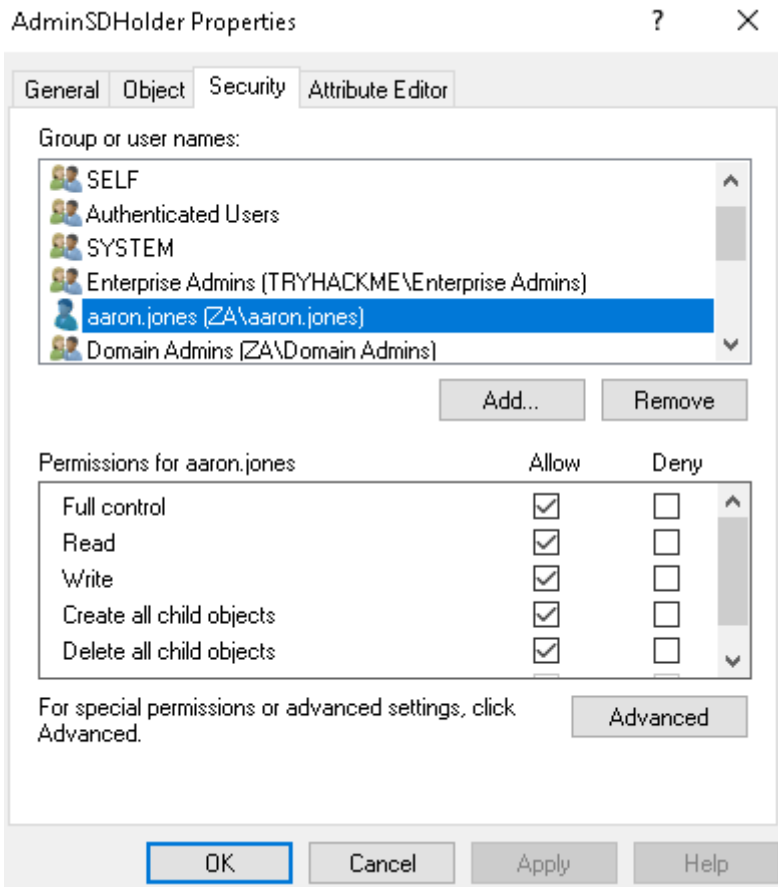 AdminSDHolder Properties
?
General Object Security Attribute Editor
Group or user names:
SELF
Authenticated Users
SYSTEM
Enterprise Admins (TRYHACKME\Enterprise Admins)
aaron.jones (ZA\aaron.jones)
Domain Admins (ZA\Domain Admins)
Add... Remove
Permissions for aaron.jones Allow Deny
Full control
Read
Write
Create all child objects
Delete all child objects
For special permissions or advanced settings, click
Advanced.
Advanced
OK Cancel Apply Help